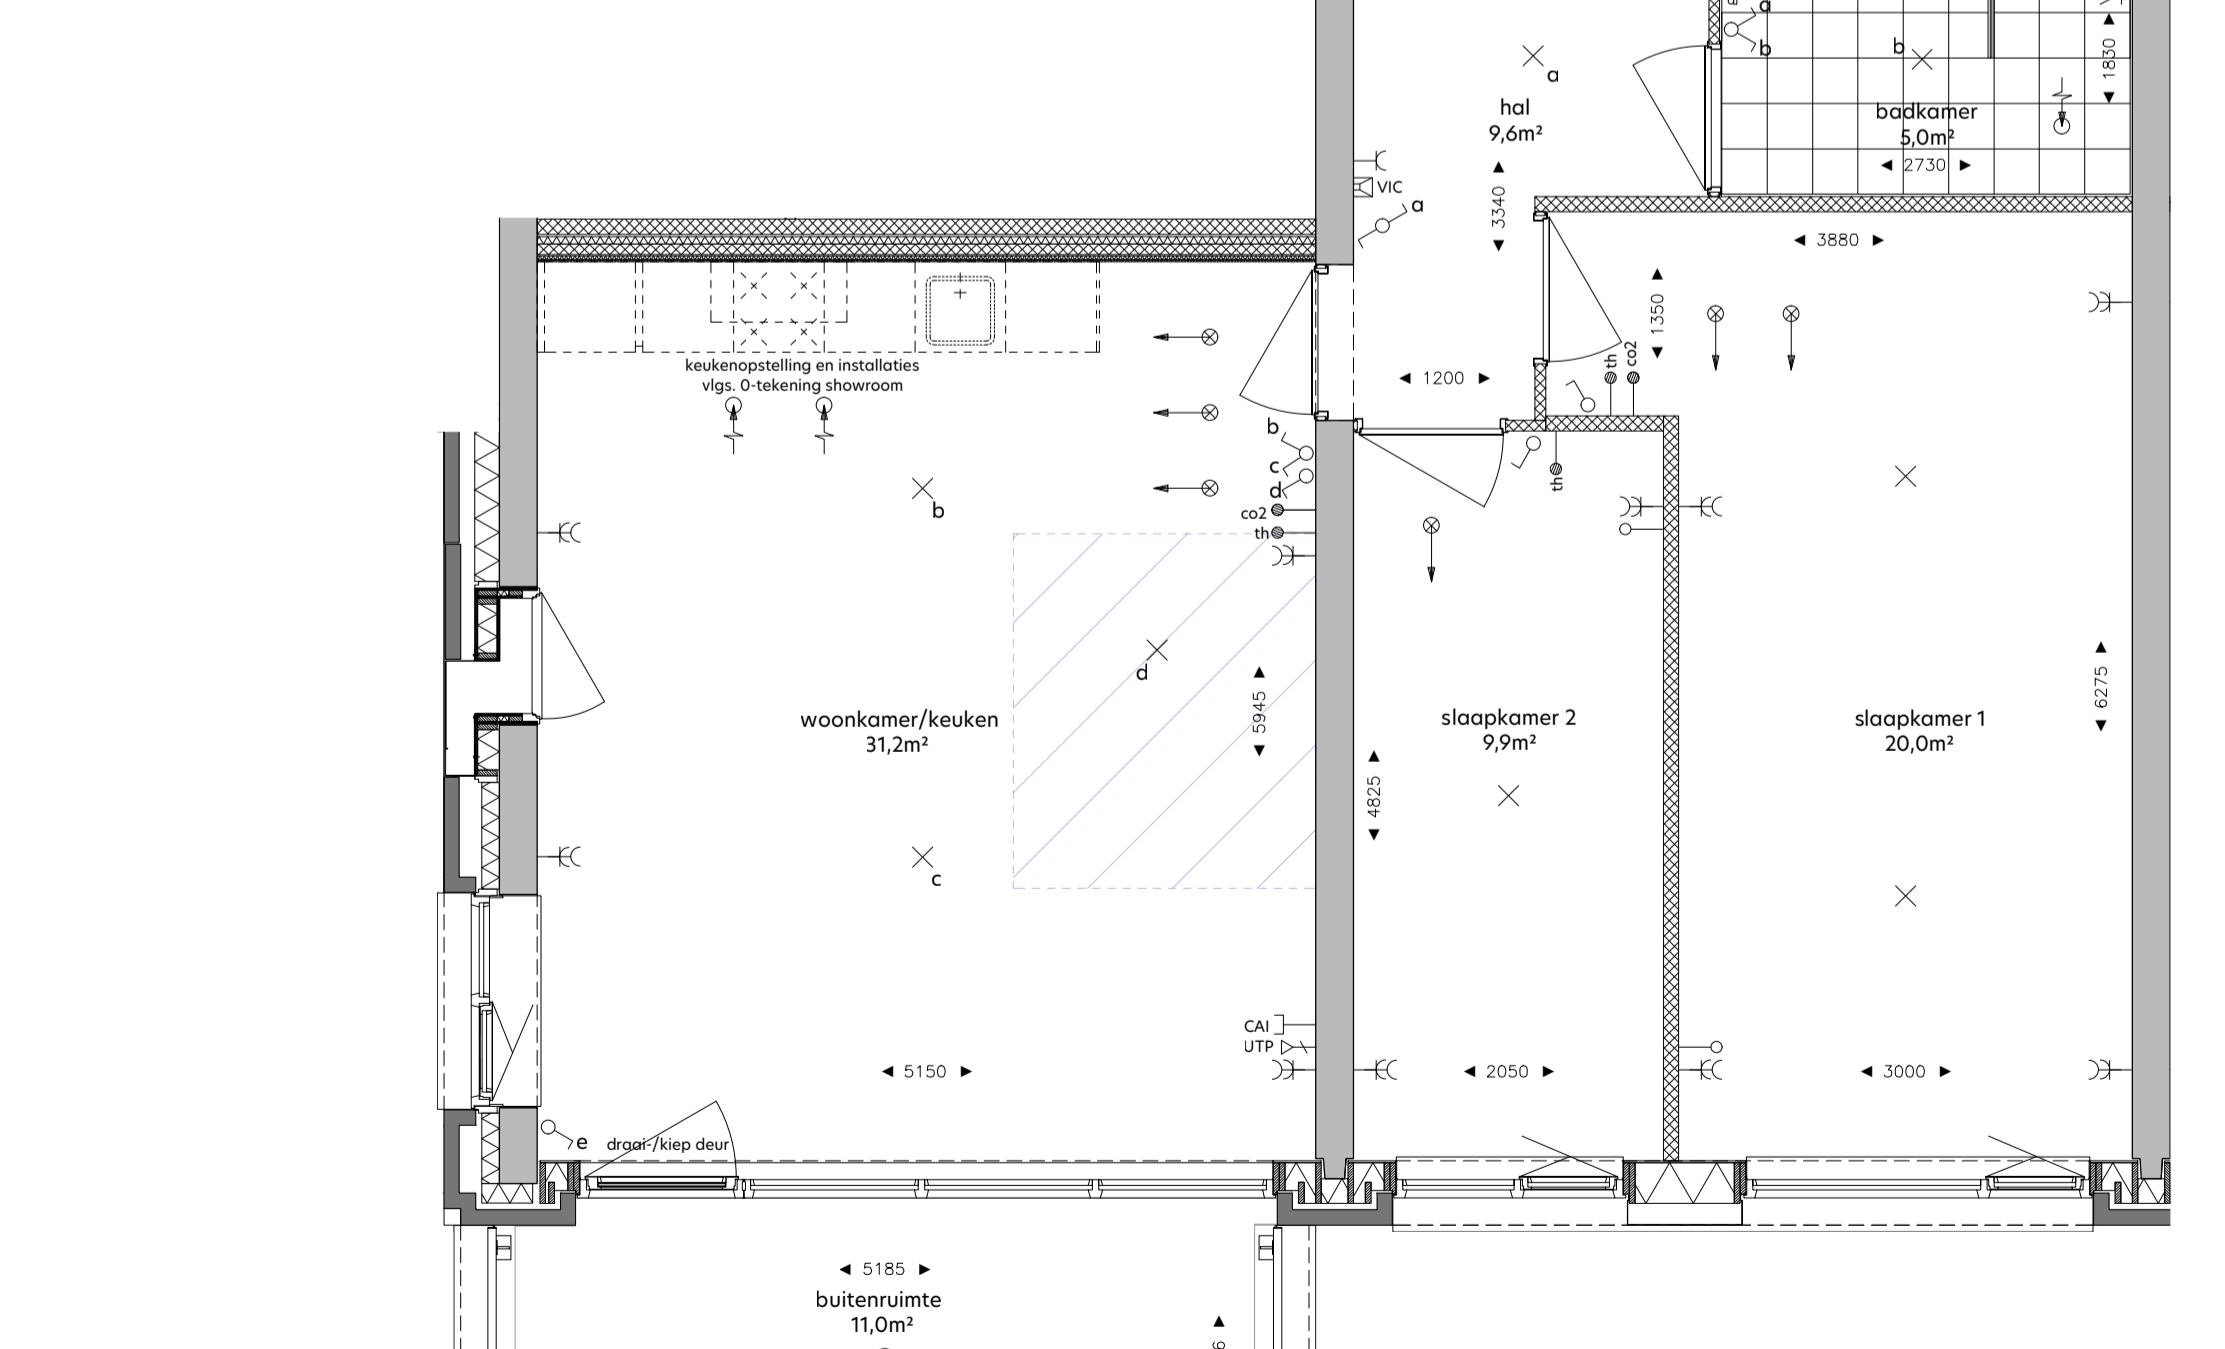 a
b
b
1830
a
hal
9,6m²
badkamer
5,0m²
2730
VIC
a
3340
3880
1350
keukenopstelling en installaties
vlgs. 0-tekening showroom
1200
th
co2
b
c
d
co2
th
th
b
d
5945
woonkamer/keuken
31,2m²
slaapkamer 2
9,9m²
slaapkamer 1
20,0m²
6275
4825
c
CAI
UTP
5150
2050
3000
e
draai-/kiep deur
5185
buitenruimte
11,0m²